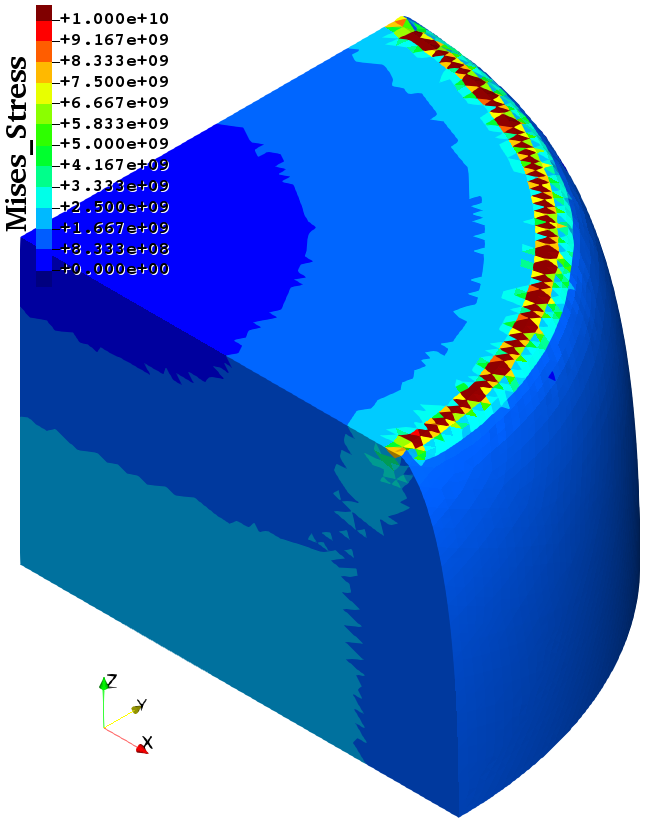 Mises_Stress
+1.000e+10
+9.167e+09
+8.333e+09
+7.500e+09
+6.667e+09
+5.833e+09
+5.000e+09
+4.167e+09
+3.333e+09
+2.500e+09
+1.667e+09
+8.333e+08
+0.000e+00
Z
Y
X